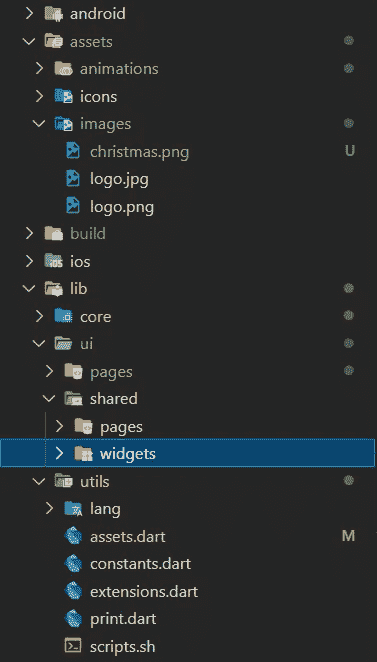 android
assets
animations
icons
images
christmas.png U
logo.jpg
logo.png
build
ios
lib
core
ui
pages
shared
pages
widgets
utils
lang
assets.dart M
constants.dart
extensions.dart
print.dart
scripts.sh